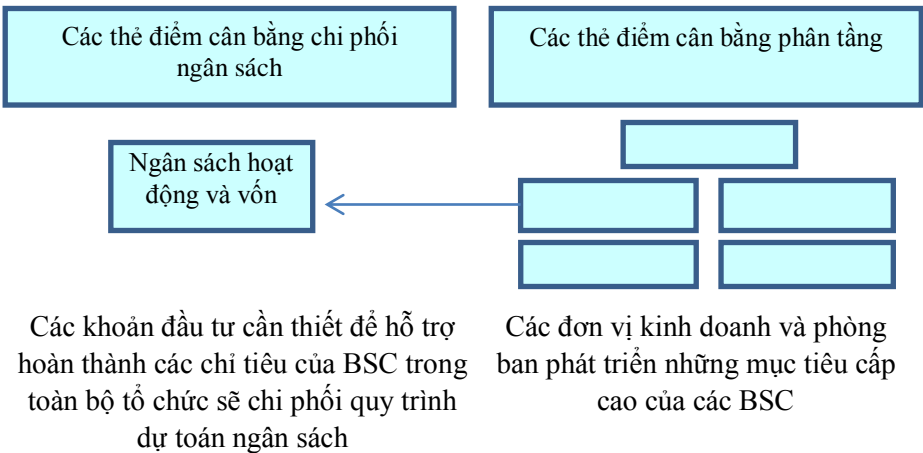 Các thẻ điểm cân bằng chi phối
ngân sách
Các thẻ điểm cân bằng phân tầng
Ngân sách hoạt
động và vốn
Các khoản đầu tư cần thiết để hỗ trợ
hoàn thành các chỉ tiêu của BSC trong
toàn bộ tổ chức sẽ chi phối quy trình
dự toán ngân sách
Các đơn vị kinh doanh và phòng
ban phát triển những mục tiêu cấp
cao của các BSC